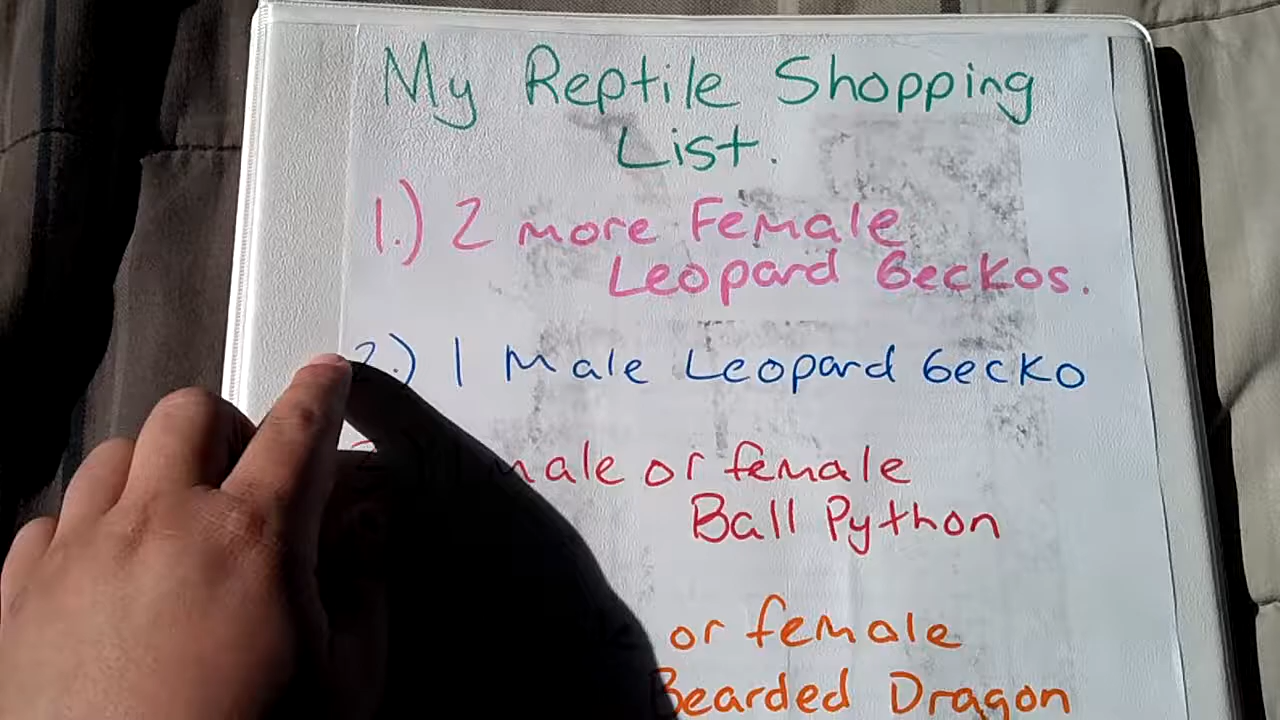 My Reptile Shopping
List.
1.) 2 more Female
Leopard Geckos.
2.) 1 Male Leopard Gecko
male or female
Ball Python
or female
Bearded Dragon